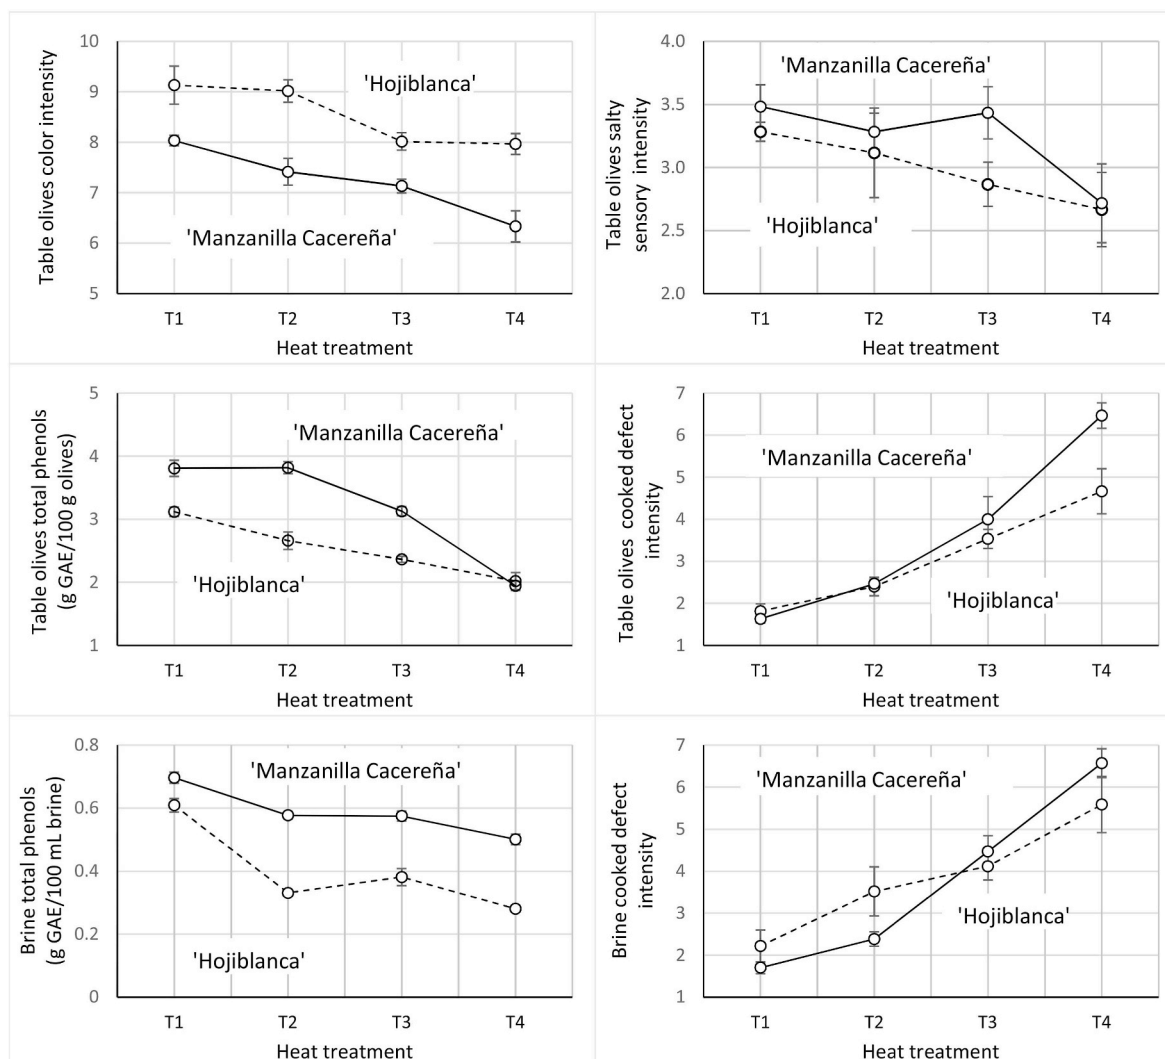 Table olives color intensity
10
9
8
7
6
5
'Hojiblanca'
'Manzanilla Cacereña'
T1 T2 T3 T4
Heat treatment
Table olives salty
sensory intensity
4.0
3.5
3.0
2.5
2.0
'Manzanilla Cacereña'
'Hojiblanca'
T1 T2 T3 T4
Heat treatment
Table olives total phenols
(g GAE/100 g olives)
5
4
3
2
1
'Manzanilla Cacereña'
'Hojiblanca'
T1 T2 T3 T4
Heat treatment
Table olives cooked defect
intensity
7
6
5
4
3
2
1
'Manzanilla Cacereña'
'Hojiblanca'
T1 T2 T3 T4
Heat treatment
Brine total phenols
(g GAE/100 mL brine)
0.8
0.6
0.4
0.2
0
'Manzanilla Cacereña'
'Hojiblanca'
T1 T2 T3 T4
Heat treatment
Brine cooked defect
intensity
7
6
5
4
3
2
1
'Manzanilla Cacereña'
'Hojiblanca'
T1 T2 T3 T4
Heat treatment